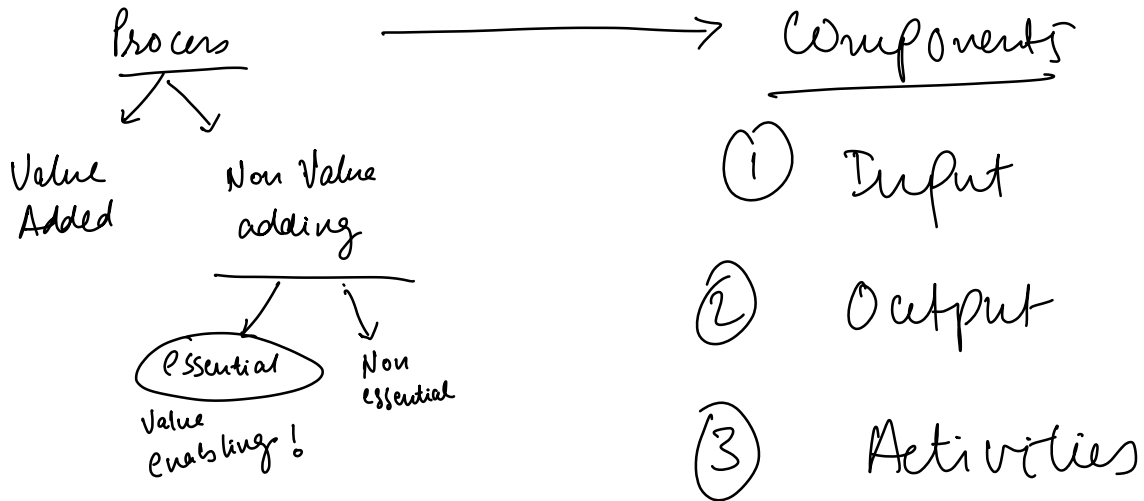 Process
Components
Value
Added
Non Value
adding
essential
Non
essential
Value
enabling!
1 Input
2 Output
3 Activities